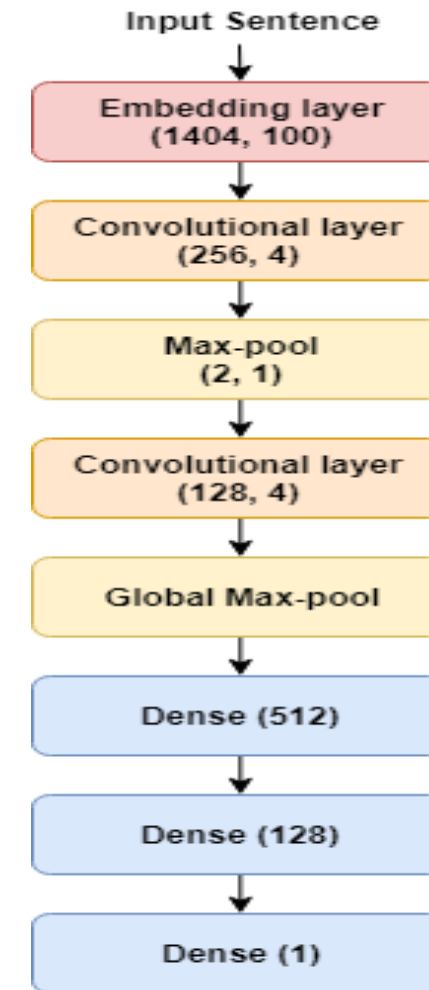 Input Sentence
Embedding layer
(1404, 100)
Convolutional layer
(256, 4)
Max-pool
(2, 1)
Convolutional layer
(128, 4)
Global Max-pool
Dense (512)
Dense (128)
Dense (1)